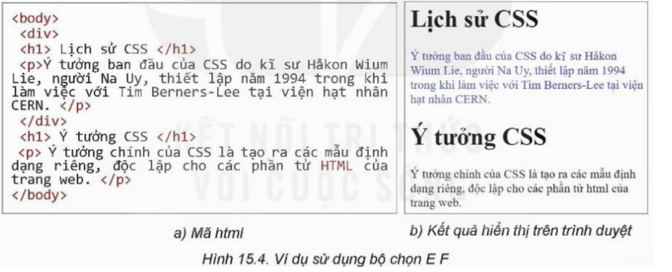 <body>
<div>
<h1> Lịch sử CSS </h1>
<p>Ý tưởng ban đầu của CSS do kĩ sư Håkon Wium
Lie, người Na Uy, thiết lập năm 1994 trong khi
làm việc với Tim Berners-Lee tại viện hạt nhân
CERN. </p>
</div>
<h1> Ý tưởng CSS </h1>
<p> Ý tưởng chính của CSS là tạo ra các mẫu định
dạng riêng, độc lập cho các phần tử HTML của
trang web. </p>
</body>
a) Mã html
Lịch sử CSS
Ý tưởng ban đầu của CSS do kĩ sư Håkon
Wium Lie, người Na Uy, thiết lập năm 1994
trong khi làm việc với Tim Berners-Lee tại viện
hạt nhân CERN.
Ý tưởng CSS
Ý tưởng chính của CSS là tạo ra các mẫu định
dạng riêng, độc lập cho các phần tử html của
trang web.
b) Kết quả hiển thị trên trình duyệt
Hình 15.4. Ví dụ sử dụng bộ chọn E F
KẾT NỐI TRI THỨC
VỚI CUỘC SỐNG